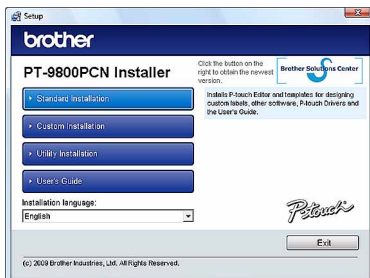 Setup
brother
PT-9800PCN Installer
Click the button on the
right to obtain the newest
version.
Brother Solutions Center
Standard Installation
Custom Installation
Utility Installation
User's Guide
Installs P-touch Editor and templates for designing
custom labels, other software, P-touch Drivers and
the User's Guide.
Installation language:
English
P-touch
Exit
(c) 2009 Brother Industries, Ltd. All Rights Reserved.